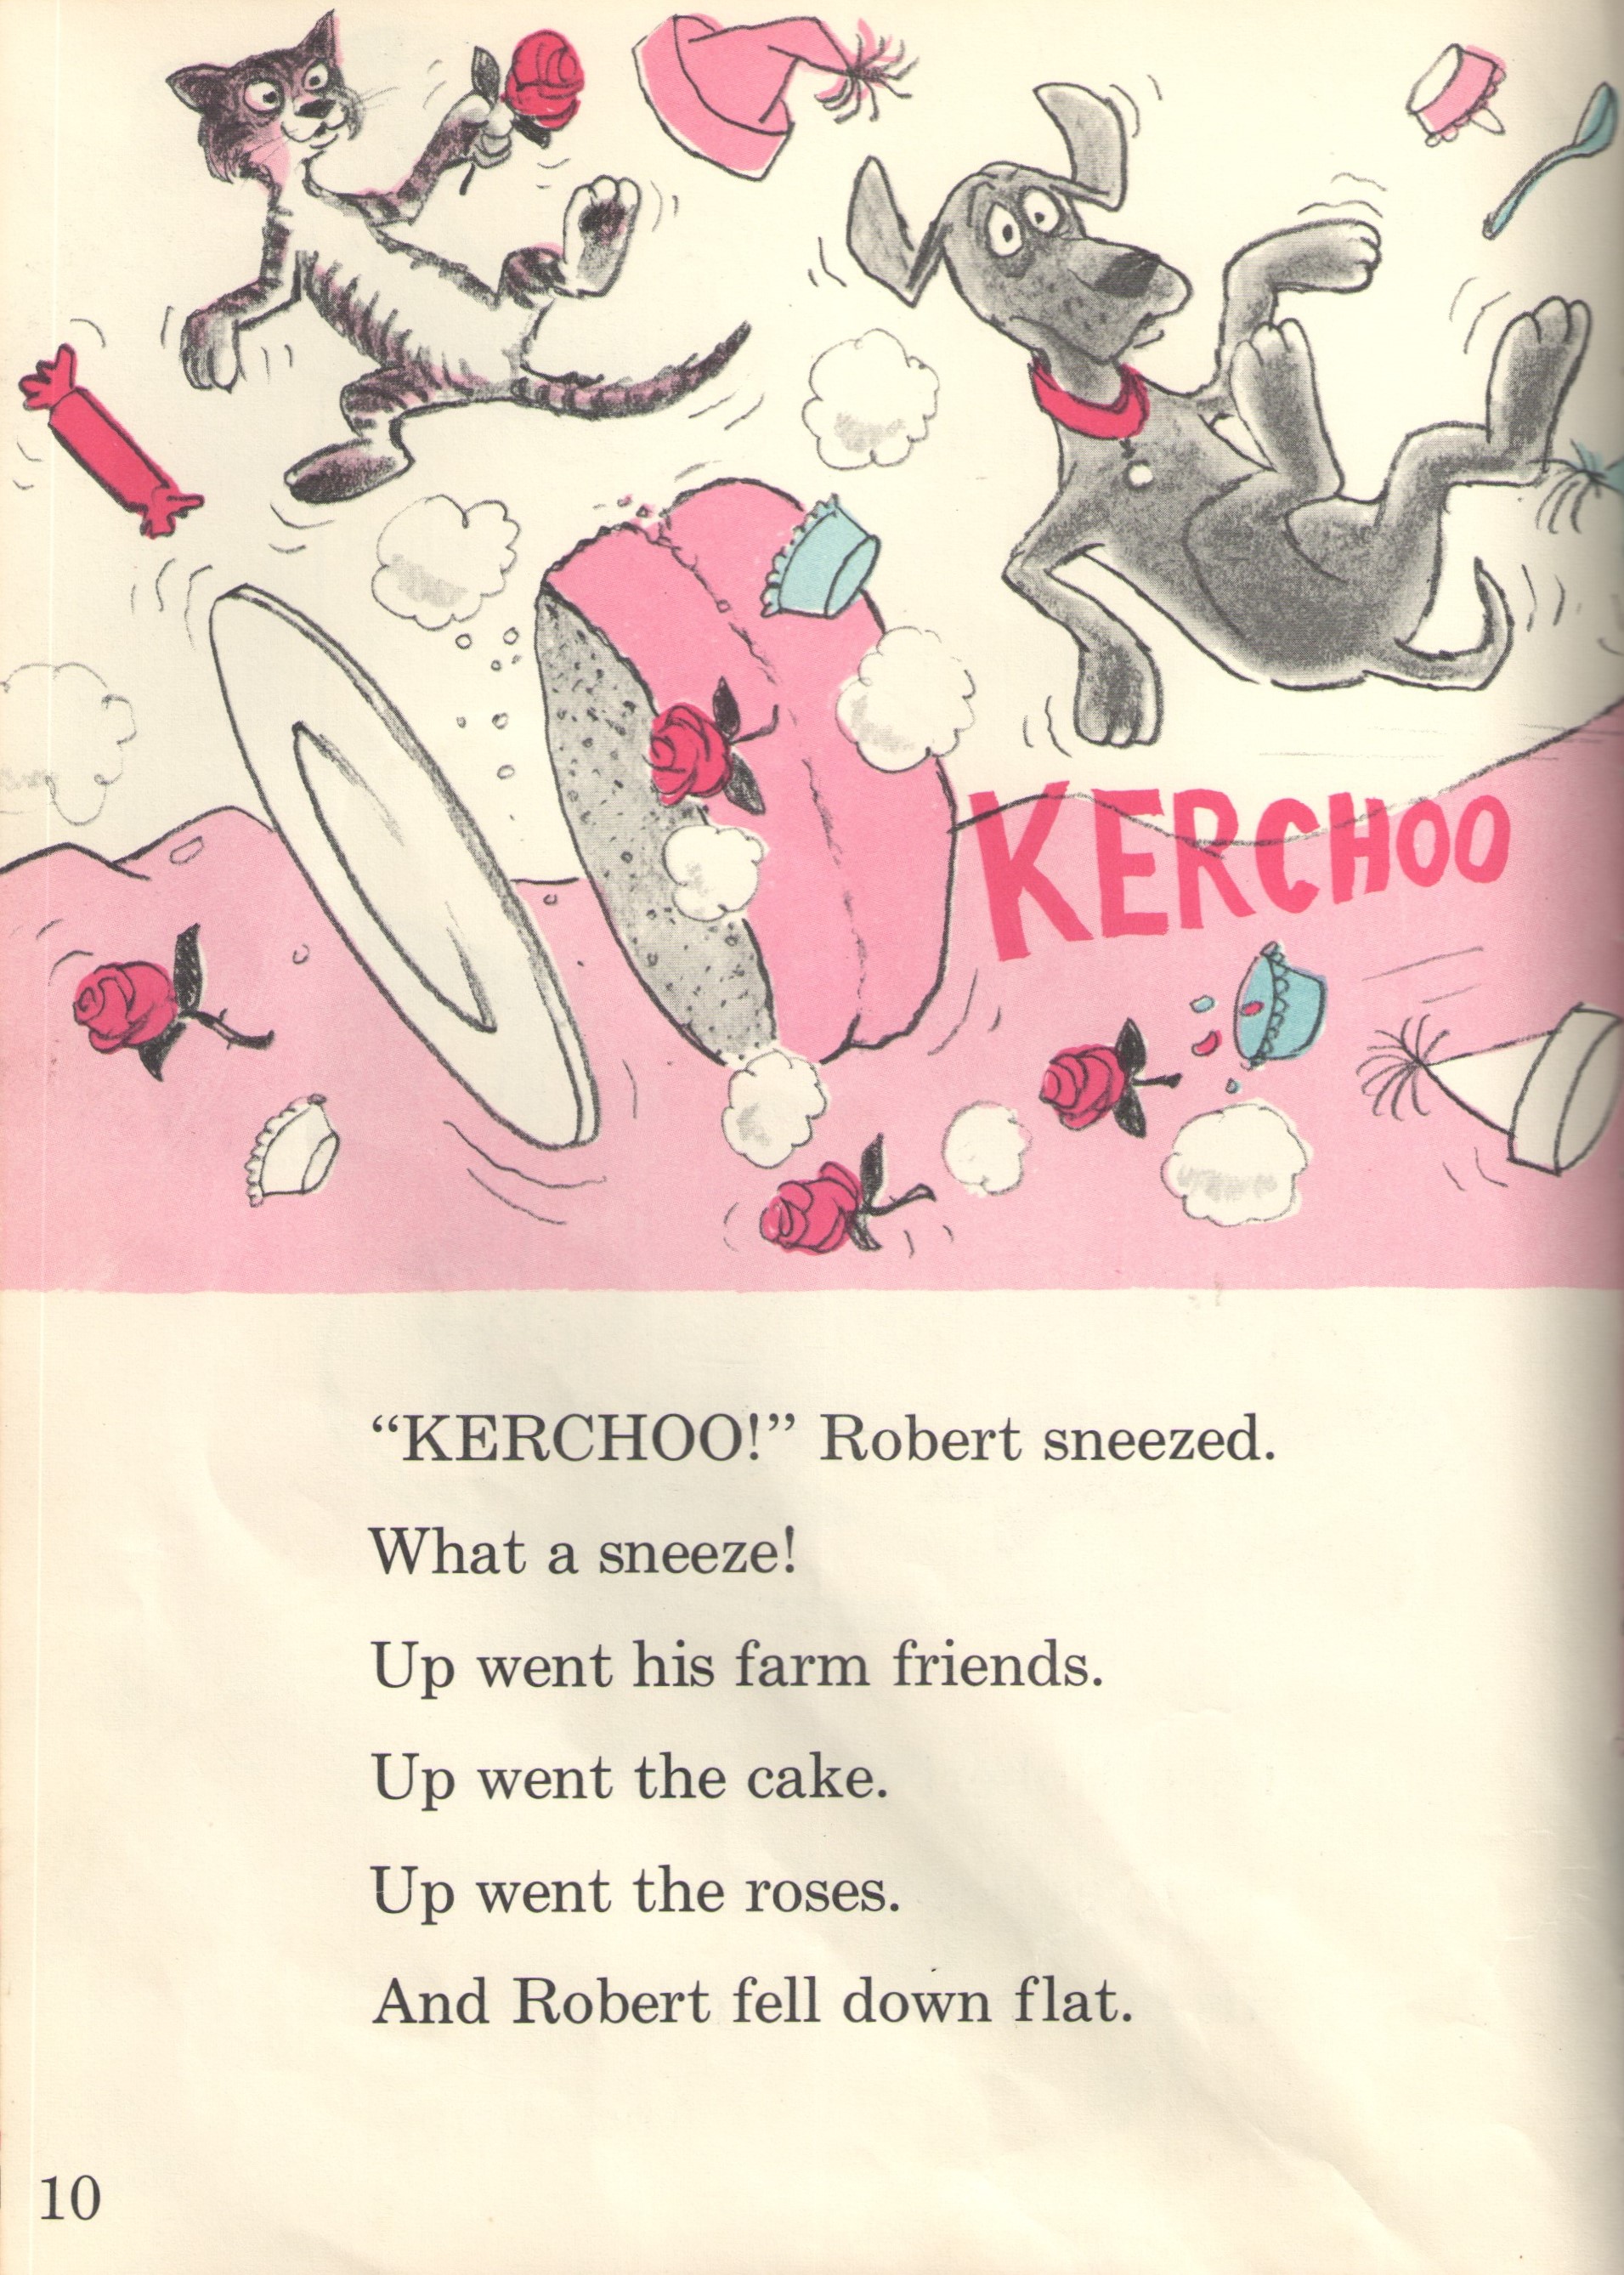 KERCHOO
“KERCHOO!” Robert sneezed.
What a sneeze!
Up went his farm friends.
Up went the cake.
Up went the roses.
And Robert fell down flat.
10